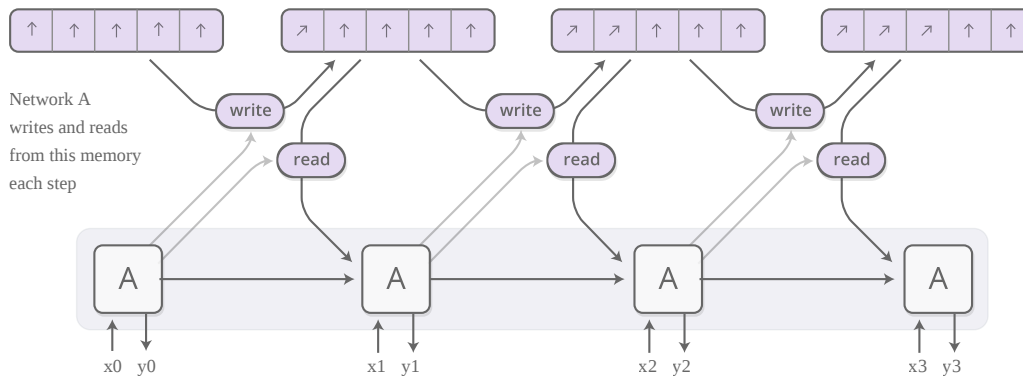 write
write
write
Network A
writes and reads
from this memory
each step
read
read
read
A
A
A
A
x0 y0
x1 y1
x2 y2
x3 y3